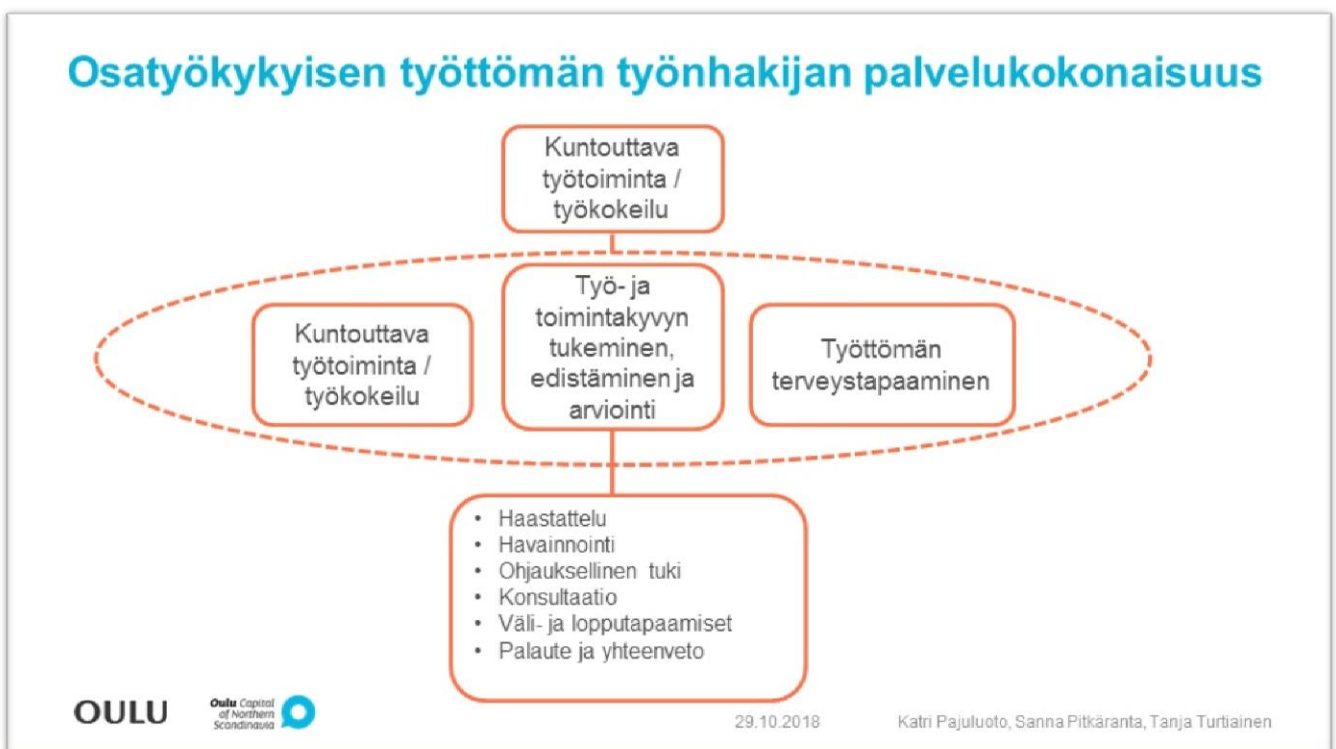 Osatyökykyisen työttömän työnhakijan palvelukokonaisuus
Kuntouttava
työtoiminta /
työkokeilu
Kuntouttava
työtoiminta /
työkokeilu
Työ- ja
toimintakyvyn
tukeminen,
edistäminen ja
arviointi
Työttömän
terveystapaaminen
• Haastattelu
• Havainnointi
• Ohjauksellinen tuki
• Konsultaatio
• Väli- ja lopputapaamiset
• Palaute ja yhteenveto
OULU
Oulu Capital
of Northern
Scandinavia
29.10.2018
Katri Pajuluoto, Sanna Pitkäranta, Tanja Turtiainen